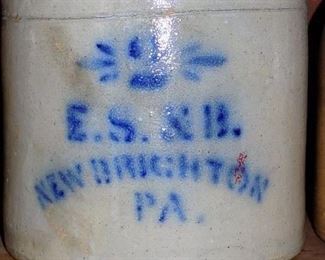 2
E.S. & B.
NEW BRIGHTON
PA.